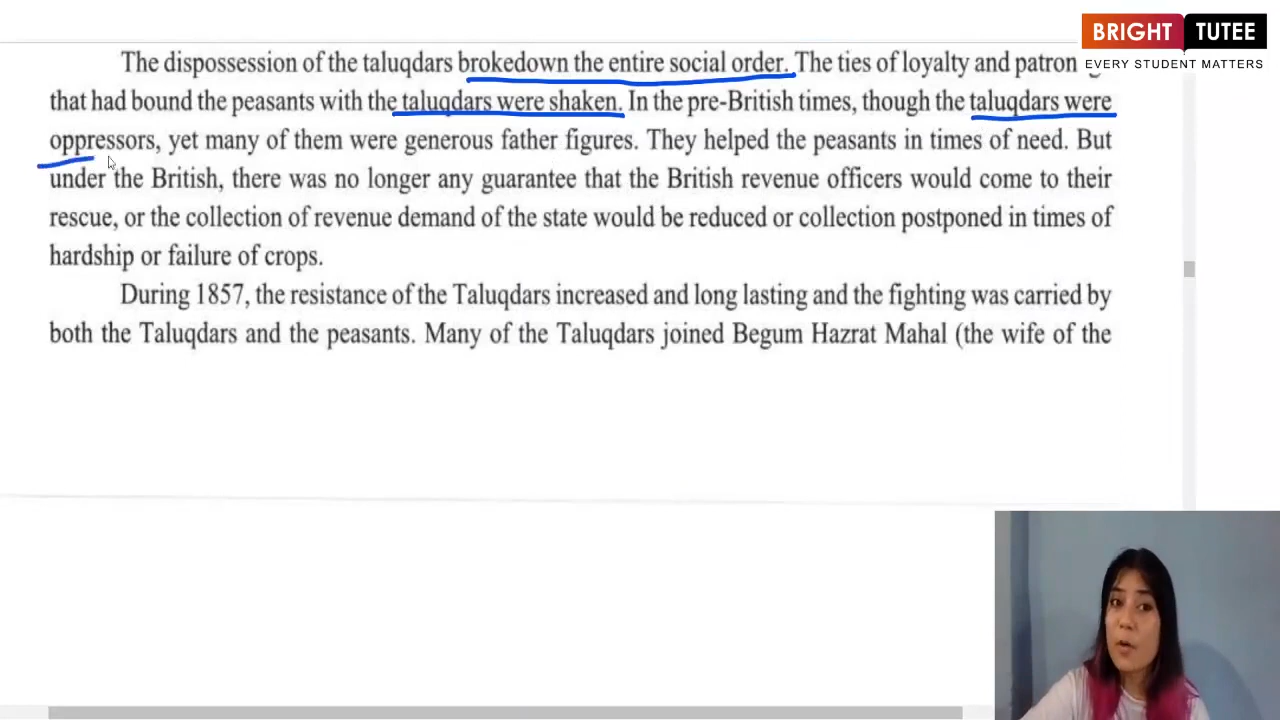 BRIGHT TUTEE
EVERY STUDENT MATTERS
The dispossession of the taluqdars brokedown the entire social order. The ties of loyalty and patron
that had bound the peasants with the taluqdars were shaken. In the pre-British times, though the taluqdars were
oppressors, yet many of them were generous father figures. They helped the peasants in times of need. But
under the British, there was no longer any guarantee that the British revenue officers would come to their
rescue, or the collection of revenue demand of the state would be reduced or collection postponed in times of
hardship or failure of crops.
During 1857, the resistance of the Taluqdars increased and long lasting and the fighting was carried by
both the Taluqdars and the peasants. Many of the Taluqdars joined Begum Hazrat Mahal (the wife of the